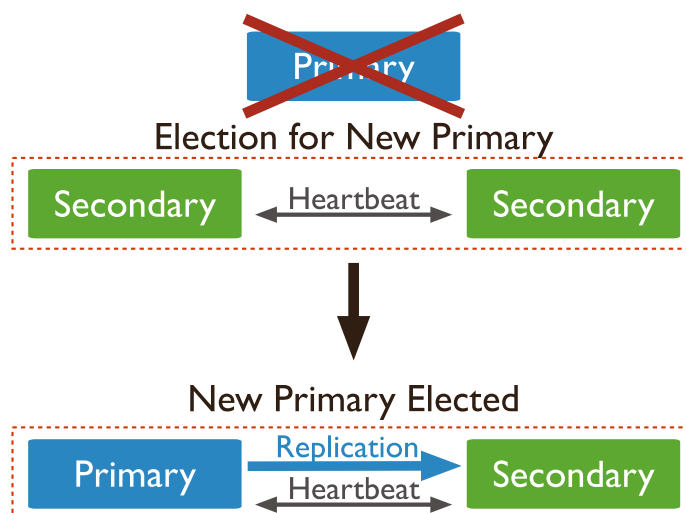 Primary
Election for New Primary
Secondary
Heartbeat
Secondary
New Primary Elected
Primary
Replication
Heartbeat
Secondary